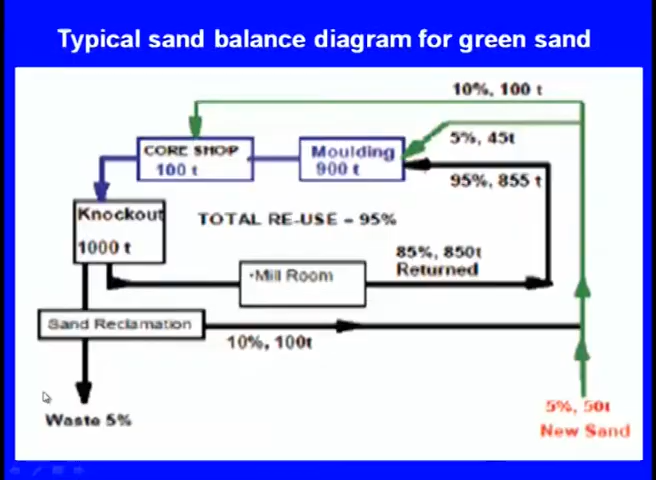 Typical sand balance diagram for green sand
10%, 100 t
5%, 45t
CORE SHOP
100 t
Moulding
900 t
95%, 855 t
Knockout
1000 t
TOTAL RE-USE = 95%
85%, 850t
Returned
•Mill Room
Sand Reclamation
10%, 100t
Waste 5%
5%, 50t
New Sand